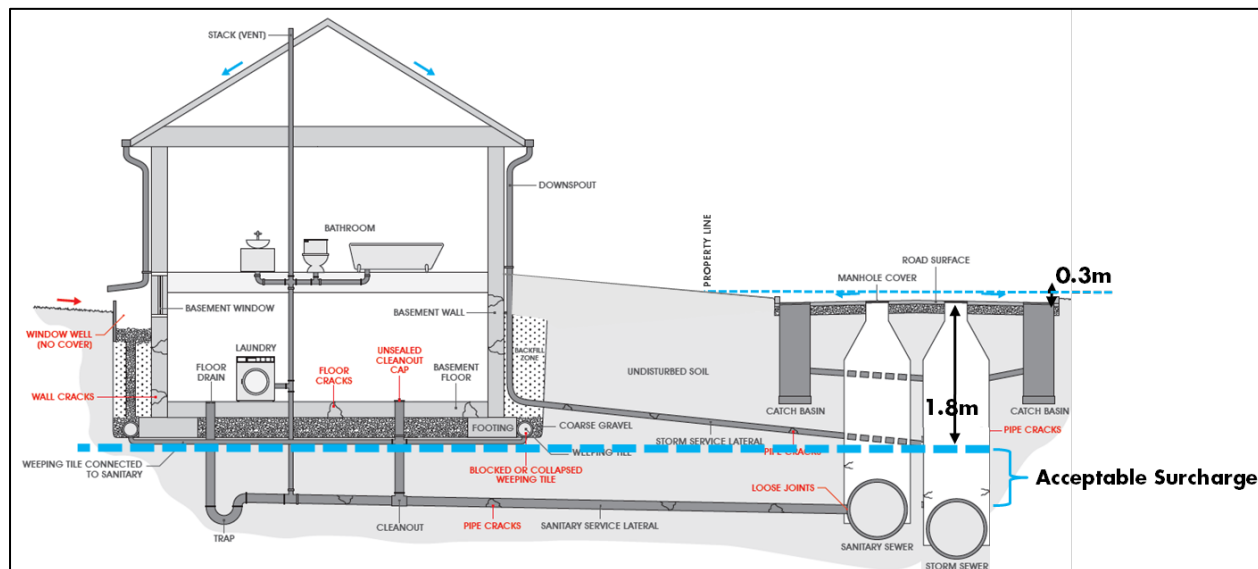 STACK (VENT)
DOWNSPOUT
BATHROOM
PROPERTY LINE
ROAD SURFACE
MANHOLE COVER
0.3m
BASEMENT WINDOW
BASEMENT WALL
WINDOW WELL
(NO COVER)
LAUNDRY
UNSEALED
CLEANOUT
CAP
BACKFILL
ZONE
FLOOR
DRAIN
FLOOR
CRACKS
BASEMENT
FLOOR
UNDISTURBED SOIL
WALL CRACKS
CATCH BASIN
1.8m
CATCH BASIN
FOOTING
COARSE GRAVEL
PIPE CRACKS
STORM SERVICE LATERAL
PIPE CRACKS
WEEPING TILE
WEEPING TILE CONNECTED
TO SANITARY
BLOCKED OR COLLAPSED
WEEPING TILE
Acceptable Surcharge
LOOSE JOINTS
TRAP
CLEANOUT
PIPE CRACKS
SANITARY SERVICE LATERAL
SANITARY SEWER
STORM SEWER